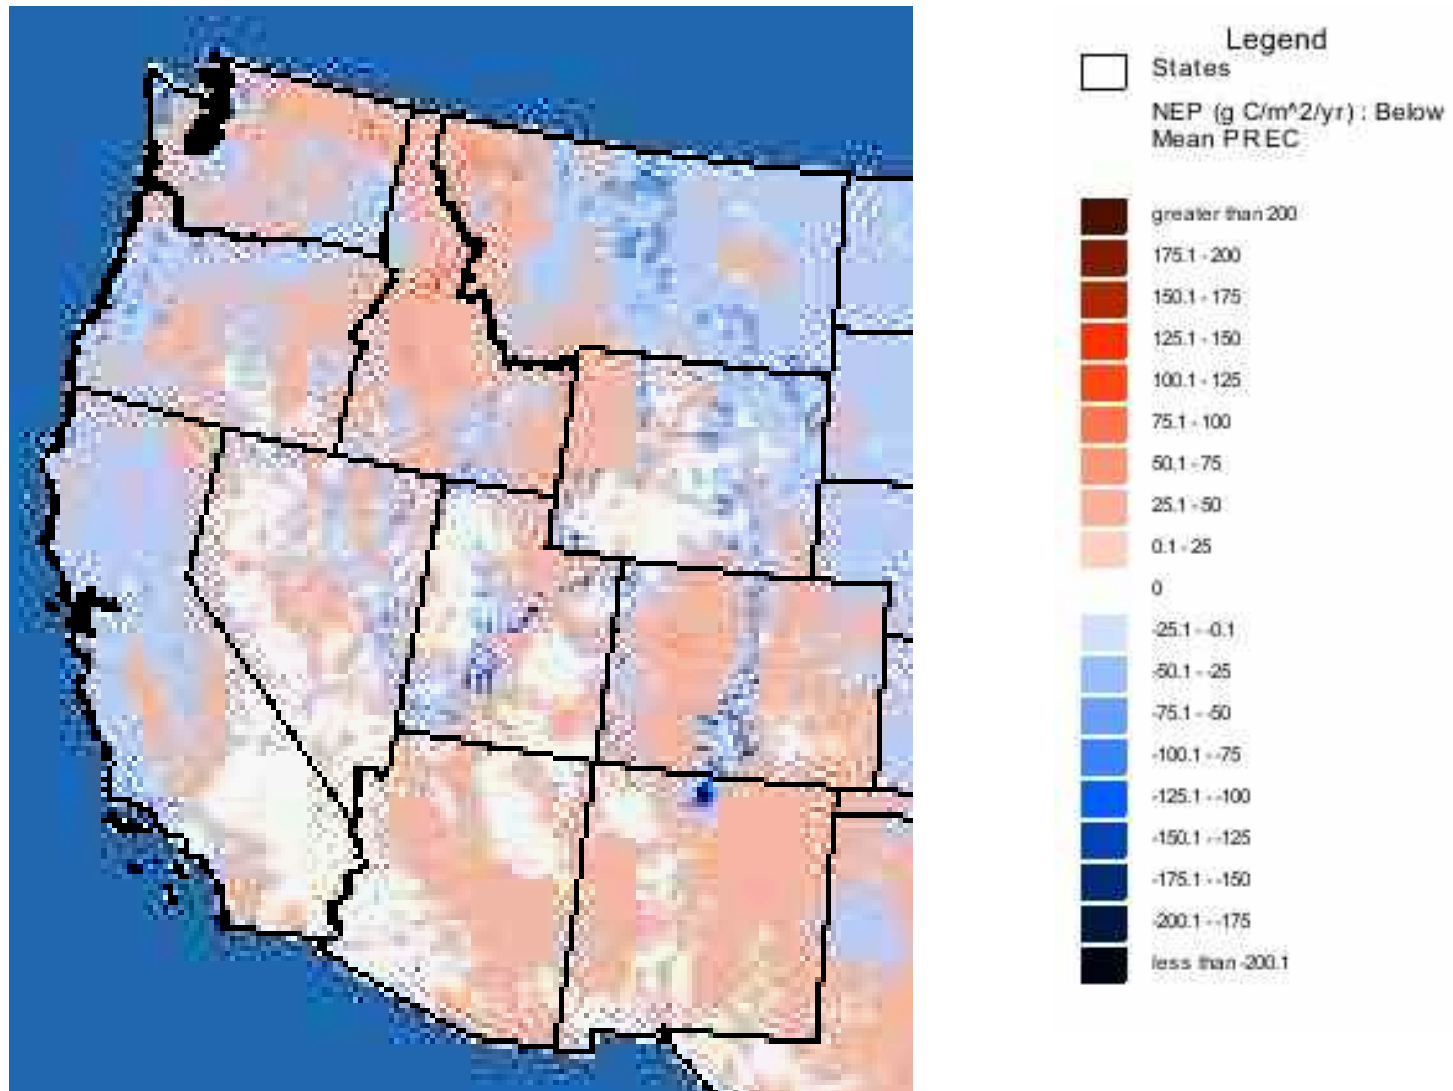 Legend
States
NEP (g C/m^2/yr) : Below
Mean PREC
greater than 200
175.1 - 200
150.1 - 175
125.1 - 150
100.1 - 125
75.1 - 100
50.1 - 75
25.1 - 50
0.1 - 25
0
-25.1 - -0.1
-50.1 - -25
-75.1 - -50
-100.1 - -75
-125.1 - -100
-150.1 - -125
-175.1 - -150
-200.1 - -175
less than -200.1